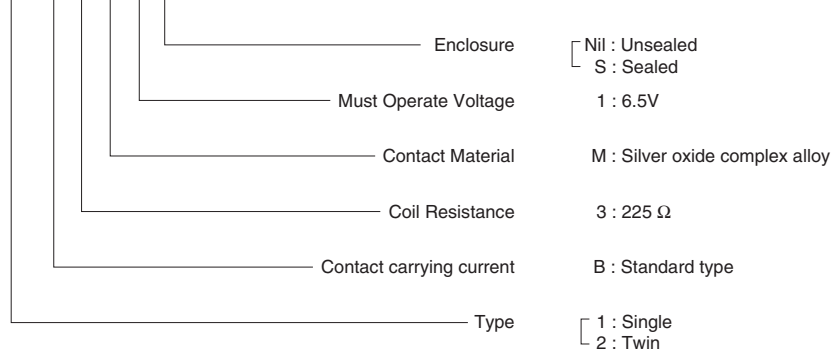 Enclosure Nil : Unsealed
S : Sealed
Must Operate Voltage 1 : 6.5V
Contact Material M : Silver oxide complex alloy
Coil Resistance 3 : 225 Ω
Contact carrying current B : Standard type
Type 1 : Single
2 : Twin